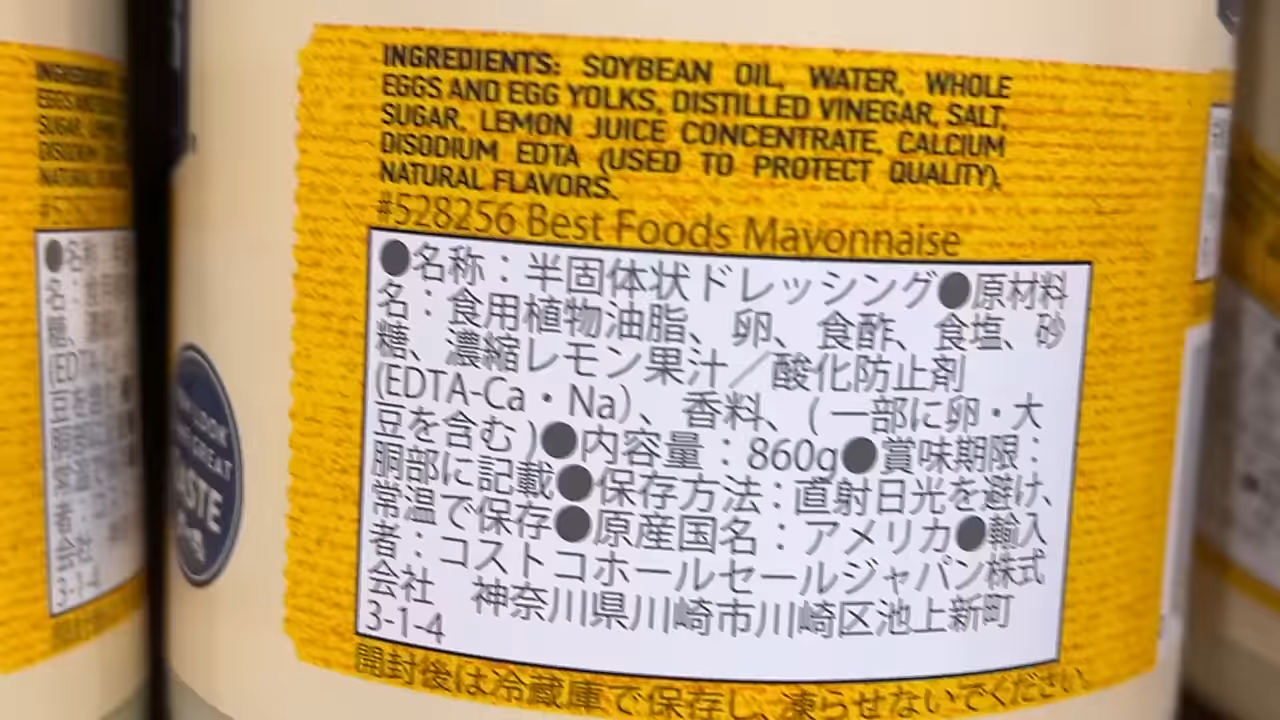 INGREDIENTS: SOYBEAN OIL, WATER, WHOLE
EGGS AND EGG YOLKS, DISTILLED VINEGAR, SALT,
SUGAR, LEMON JUICE CONCENTRATE, CALCIUM
DISODIUM EDTA (USED TO PROTECT QUALITY),
NATURAL FLAVORS.
#528256 Best Foods Mayonnaise
●名称：半固体状ドレッシング●原材料
名：食用植物油脂、卵、食酢、食塩、砂
糖、濃縮レモン果汁／酸化防止剤
(EDTA-Ca・Na)、香料、(一部に卵・大
豆を含む)●内容量：860g●賞味期限：
胴部に記載●保存方法：直射日光を避け、
常温で保存●原産国名：アメリカ●輸入
者：コストコホールセールジャパン株式
会社 神奈川県川崎市川崎区池上新町
3-1-4
開封後は冷蔵庫で保存し、凍らせないでください
GREAT
3-1-4